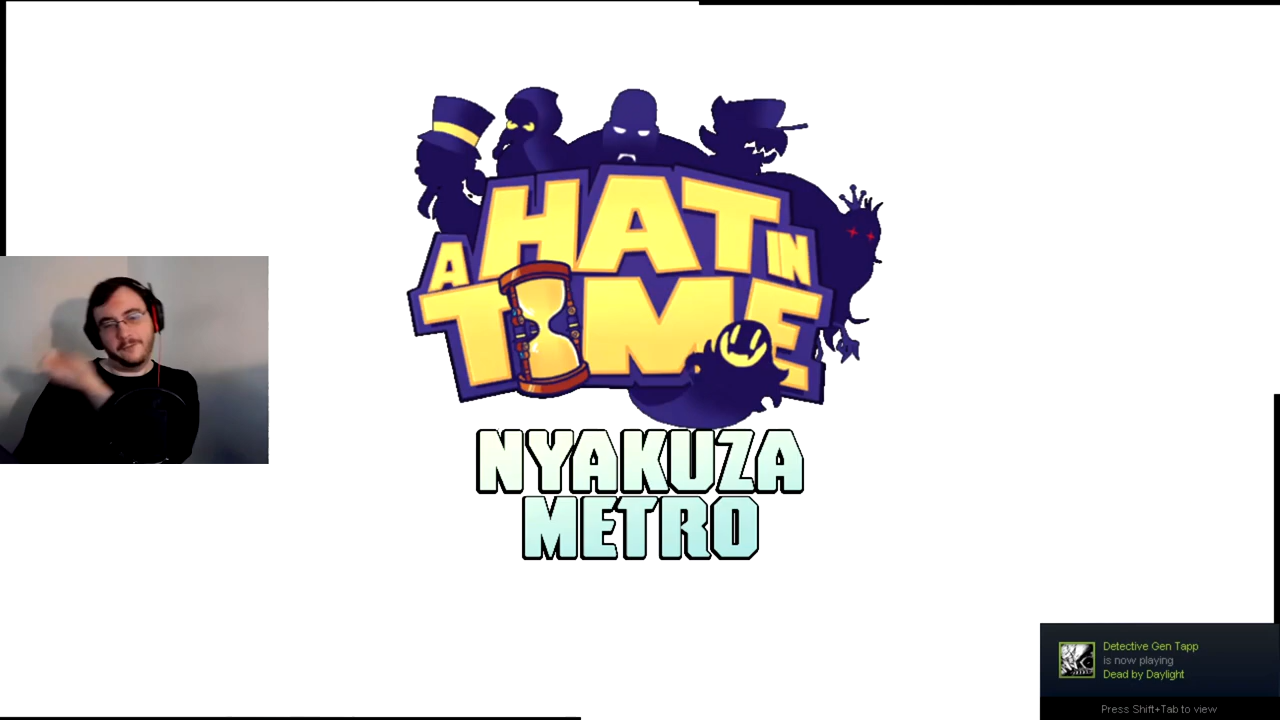 A HAT IN
TIME
NYAKUZA
METRO
Detective Gen Tapp
is now playing
Dead by Daylight
Press Shift+Tab to view